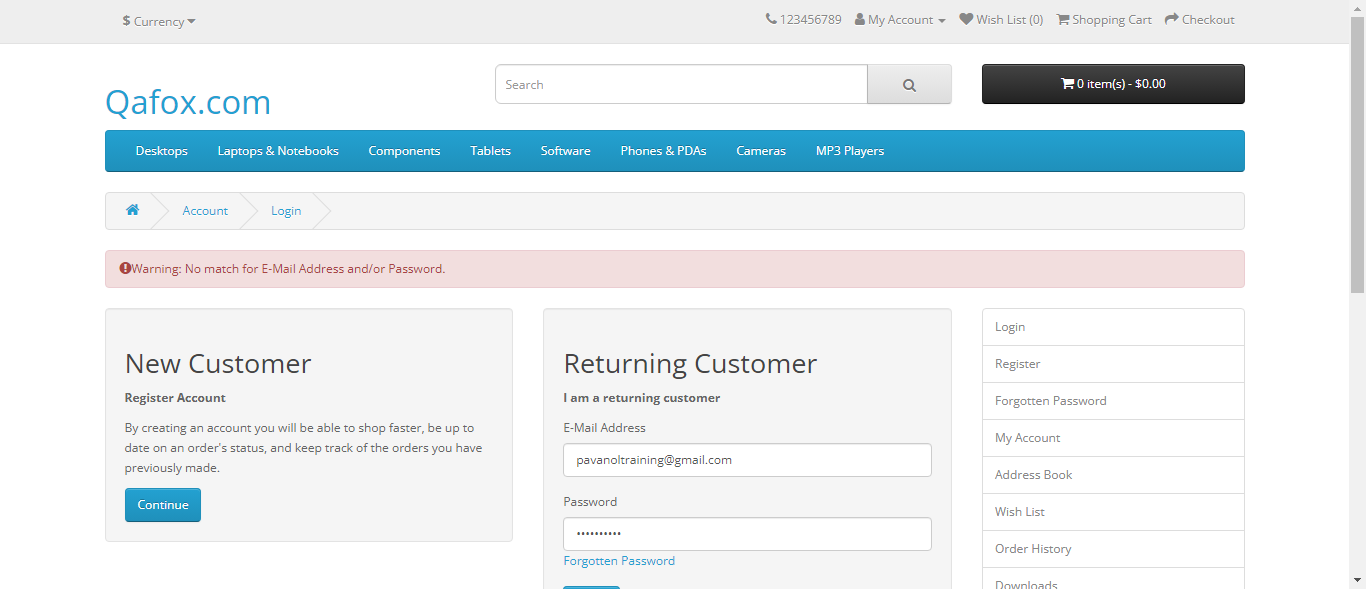 $ Currency
123456789 My Account Wish List (0) Shopping Cart Checkout
Qafox.com
Search
0 item(s) - $0.00
Desktops Laptops & Notebooks Components Tablets Software Phones & PDAs Cameras MP3 Players
Account Login
Warning: No match for E-Mail Address and/or Password.
New Customer
Register Account
By creating an account you will be able to shop faster, be up to
date on an order's status, and keep track of the orders you have
previously made.
Continue
Returning Customer
I am a returning customer
E-Mail Address
pavanoltraining@gmail.com
Password
••••••••••
Forgotten Password
Login
Register
Forgotten Password
My Account
Address Book
Wish List
Order History
Downloads